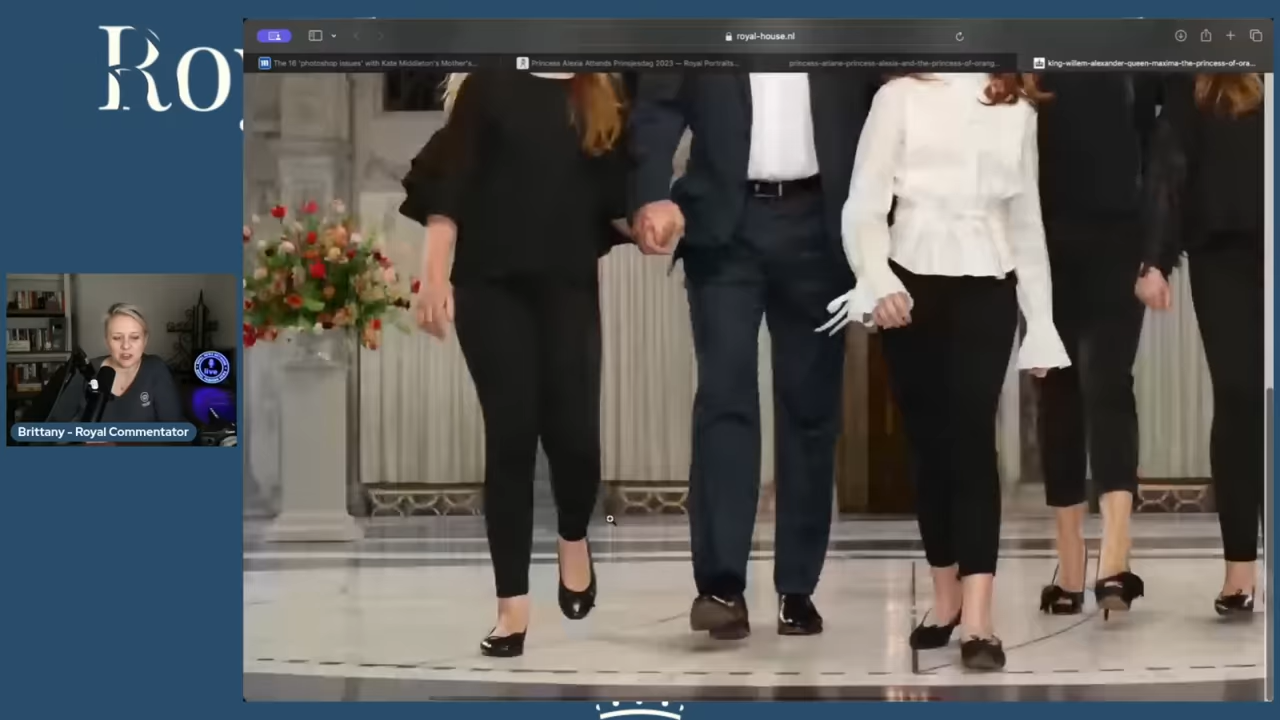 Ro
royal-house.nl
The 16 'photoshop issues' with Kate Middleton's Mother's...
Princess Alexia Attends Prinsjesdag 2023 — Royal Portraits...
princess-ariane-princess-alexia-and-the-princess-of-orang...
king-willem-alexander-queen-maxima-the-princess-of-ora...
live
Brittany - Royal Commentator